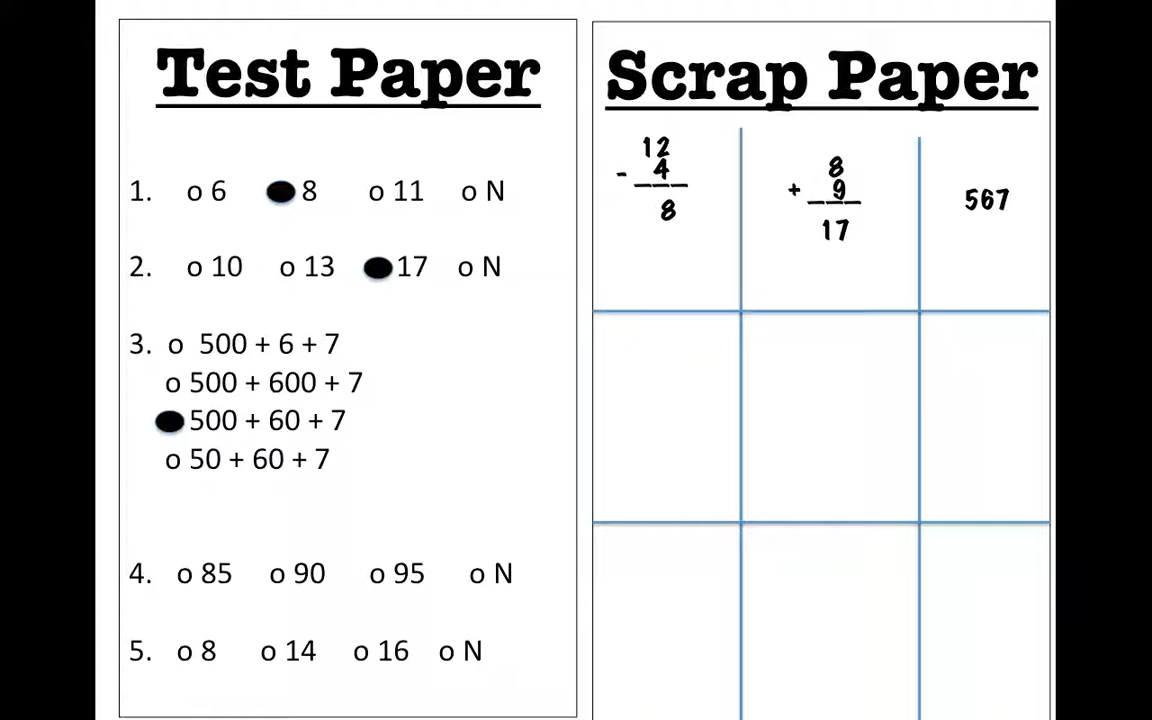 Test Paper
1. o 6 8 o 11 o N
2. o 10 o 13 17 o N
3. o 500 + 6 + 7
o 500 + 600 + 7
500 + 60 + 7
o 50 + 60 + 7
4. o 85 o 90 o 95 o N
5. o 8 o 14 o 16 o N
Scrap Paper
12
- 4
8
8
+ 9
17
567